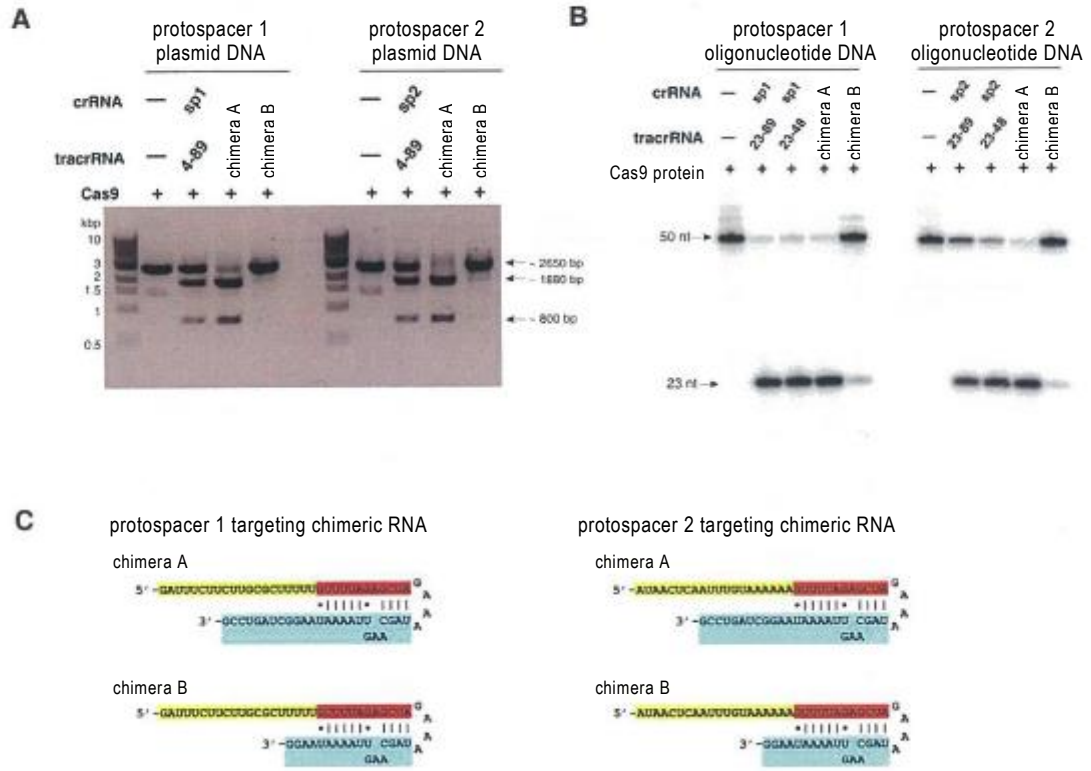 A
protospacer 1
plasmid DNA
protospacer 2
plasmid DNA
crRNA
—
sp1
—
sp2
tracrRNA
—
4-89
chimera A
chimera B
—
4-89
chimera A
chimera B
Cas9
+
+
+
+
+
+
+
+
kbp
10
3
2
1.5
1
0.5
~ 2650 bp
~ 1880 bp
~ 800 bp
B
protospacer 1
oligonucleotide DNA
protospacer 2
oligonucleotide DNA
crRNA
—
sp1
sp1
—
sp2
sp2
tracrRNA
—
23-89
23-48
chimera A
chimera B
—
23-89
23-48
chimera A
chimera B
Cas9 protein
+
+
+
+
+
+
+
+
+
+
50 nt
23 nt
C
protospacer 1 targeting chimeric RNA
chimera A
5'-GAUUUCUUCUUGCGCUUUUUGUUUUAGAGCUA
G
A
A
A
3'-GCCUGAUCGGAAUAAAAUU CGAU
GAA
chimera B
5'-GAUUUCUUCUUGCGCUUUUUGUUUUAGAGCUA
G
A
A
A
3'-GGAAUAAAAUU CGAU
GAA
protospacer 2 targeting chimeric RNA
chimera A
5'-AUAACUCAAUUUGUAAAAAAGUUUUAGAGCUA
G
A
A
A
3'-GCCUGAUCGGAAUAAAAUU CGAU
GAA
chimera B
5'-AUAACUCAAUUUGUAAAAAAGUUUUAGAGCUA
G
A
A
A
3'-GGAAUAAAAUU CGAU
GAA